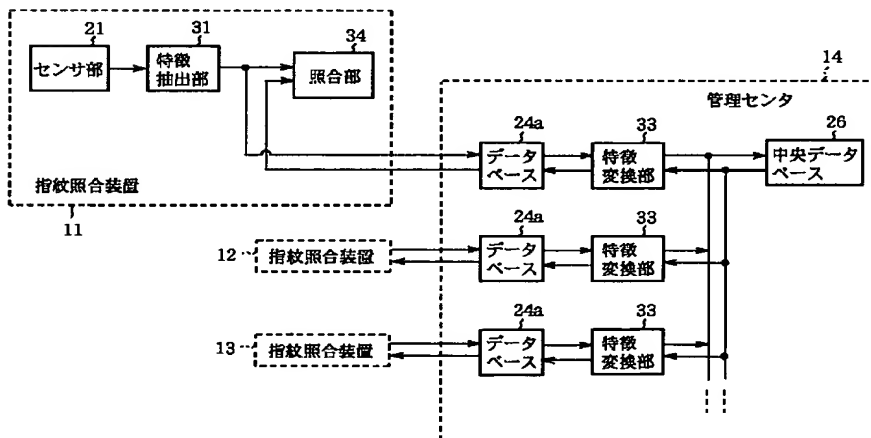 21
31
34
センサ部
特徴
抽出部
照合部
指紋照合装置
11
14
管理センタ
24a
33
26
データ
ベース
特徴
変換部
中央データ
ベース
24a
33
12
指紋照合装置
データ
ベース
特徴
変換部
24a
33
13
指紋照合装置
データ
ベース
特徴
変換部